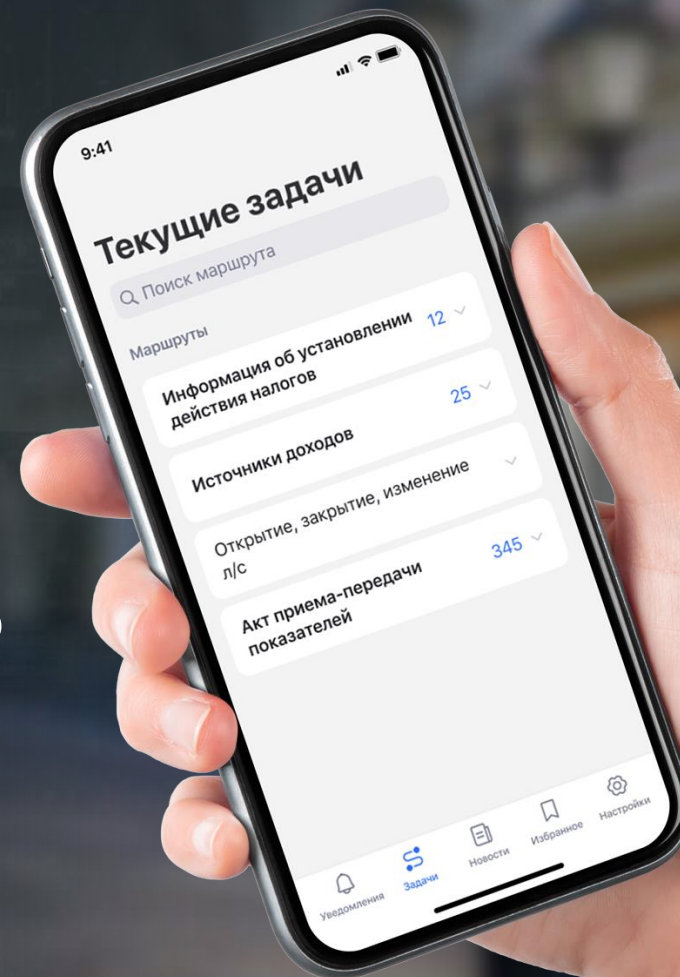 9:41
Текущие задачи
Поиск маршрута
Маршруты
Информация об установлении
действия налогов
12
Источники доходов
25
Открытие, закрытие, изменение
л/с
Акт приема-передачи
показателей
345
Уведомления
Задачи
Новости
Избранное
Настройки